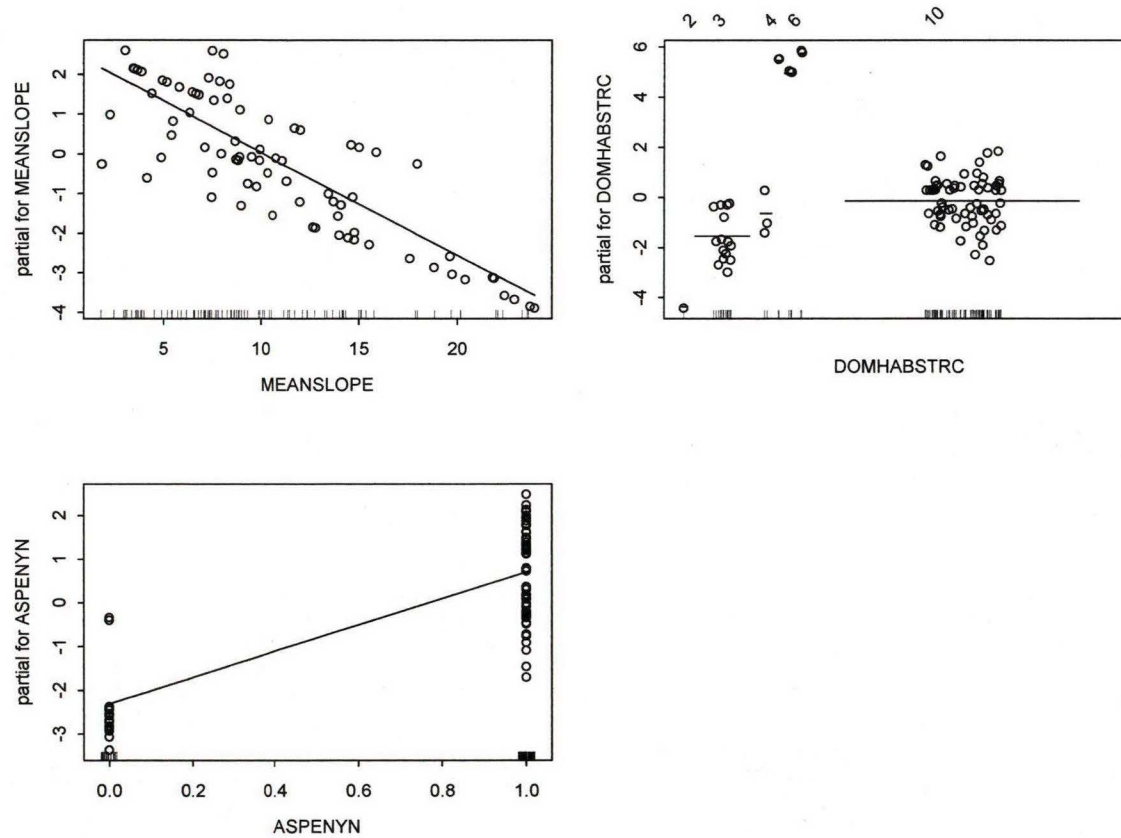 partial for MEANSLOPE
2
1
0
-1
-2
-3
-4
5 10 15 20
MEANSLOPE
2 3 4 6 10
partial for DOMHABSTRC
6
4
2
0
-2
-4
DOMHABSTRC
partial for ASPENYN
2
1
0
-1
-2
-3
0.0 0.2 0.4 0.6 0.8 1.0
ASPENYN